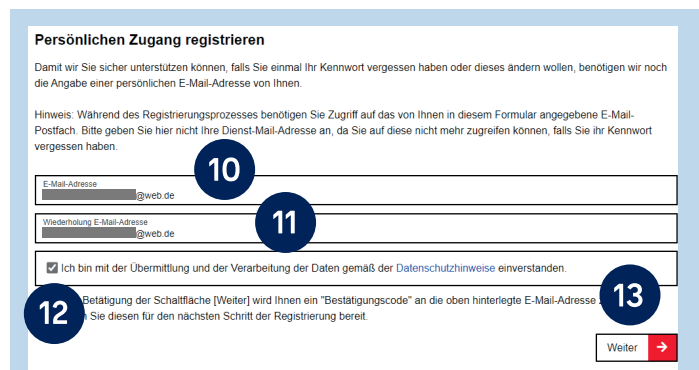 Persönlichen Zugang registrieren
Damit wir Sie sicher unterstützen können, falls Sie einmal Ihr Kennwort vergessen haben oder dieses ändern wollen, benötigen wir noch
die Angabe einer persönlichen E-Mail-Adresse von Ihnen.
Hinweis: Während des Registrierungsprozesses benötigen Sie Zugriff auf das von Ihnen in diesem Formular angegebene E-Mail-
Postfach. Bitte geben Sie hier nicht Ihre Dienst-Mail-Adresse an, da Sie auf diese nicht mehr zugreifen können, falls Sie ihr Kennwort
vergessen haben.
10
E-Mail-Adresse
@web.de
11
Wiederholung E-Mail-Adresse
@web.de
Ich bin mit der Übermittlung und der Verarbeitung der Daten gemäß der Datenschutzhinweise einverstanden.
12
13
Betätigung der Schaltfläche [Weiter] wird Ihnen ein "Bestätigungscode" an die oben hinterlegte E-Mail-Adresse
Sie diesen für den nächsten Schritt der Registrierung bereit.
Weiter